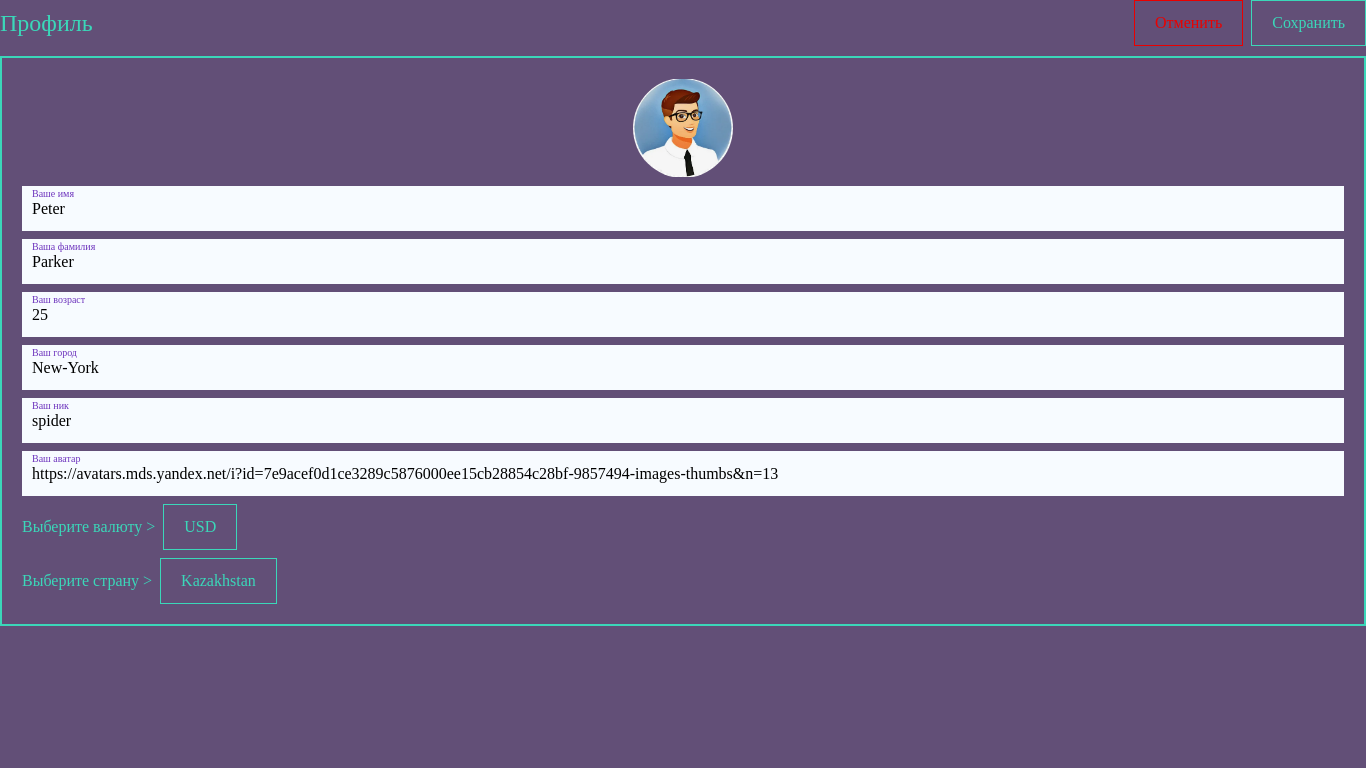 Профиль
Отменить
Сохранить
Ваше имя
Peter
Ваша фамилия
Parker
Ваш возраст
25
Ваш город
New-York
Ваш ник
spider
Ваш аватар
https://avatars.mds.yandex.net/i?id=7e9acef0d1ce3289c5876000ee15cb28854c28bf-9857494-images-thumbs&n=13
Выберите валюту > USD
Выберите страну > Kazakhstan